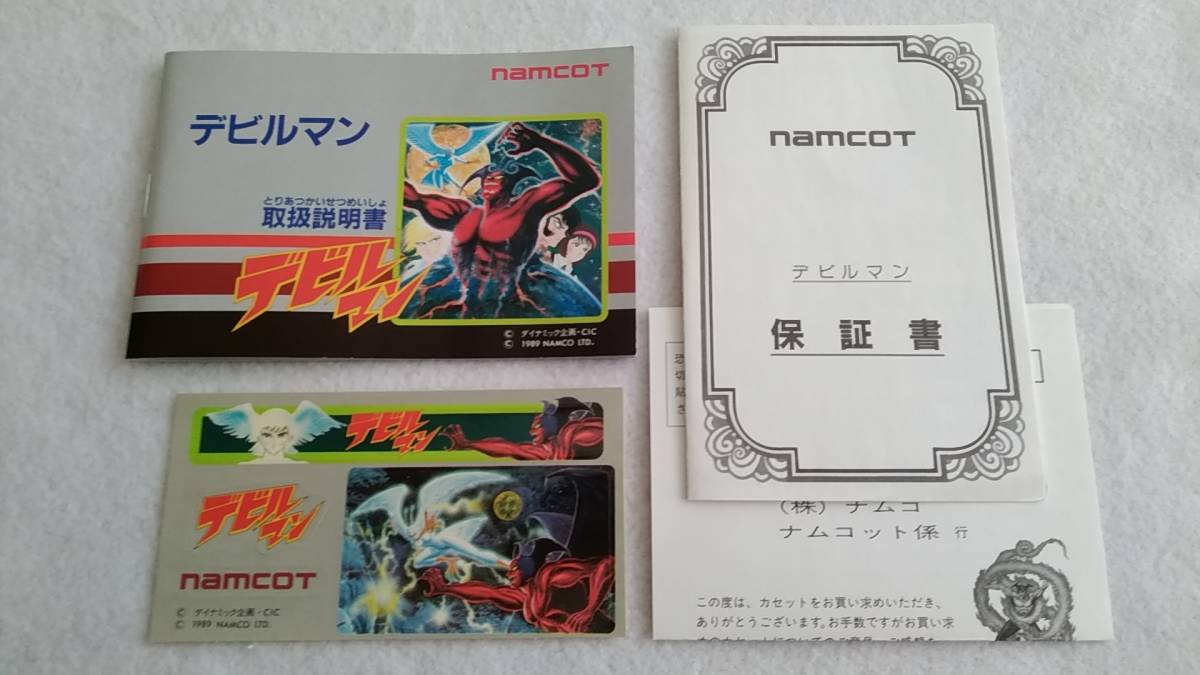 namcot
デビルマン
とりあつかいせつめいしょ
取扱説明書
デビル
マン
© ダイナミック企画・CIC
© 1989 NAMCO LTD.
namcot
デビルマン
保証書
恐
切
貼
さ
(株) ナムコ
ナムコット係 行
この度は、カセットをお買い求めいただき、
ありがとうございます。お手数ですがお買い求
デビル
マン
デビル
マン
namcot
© ダイナミック企画・CIC
© 1989 NAMCO LTD.